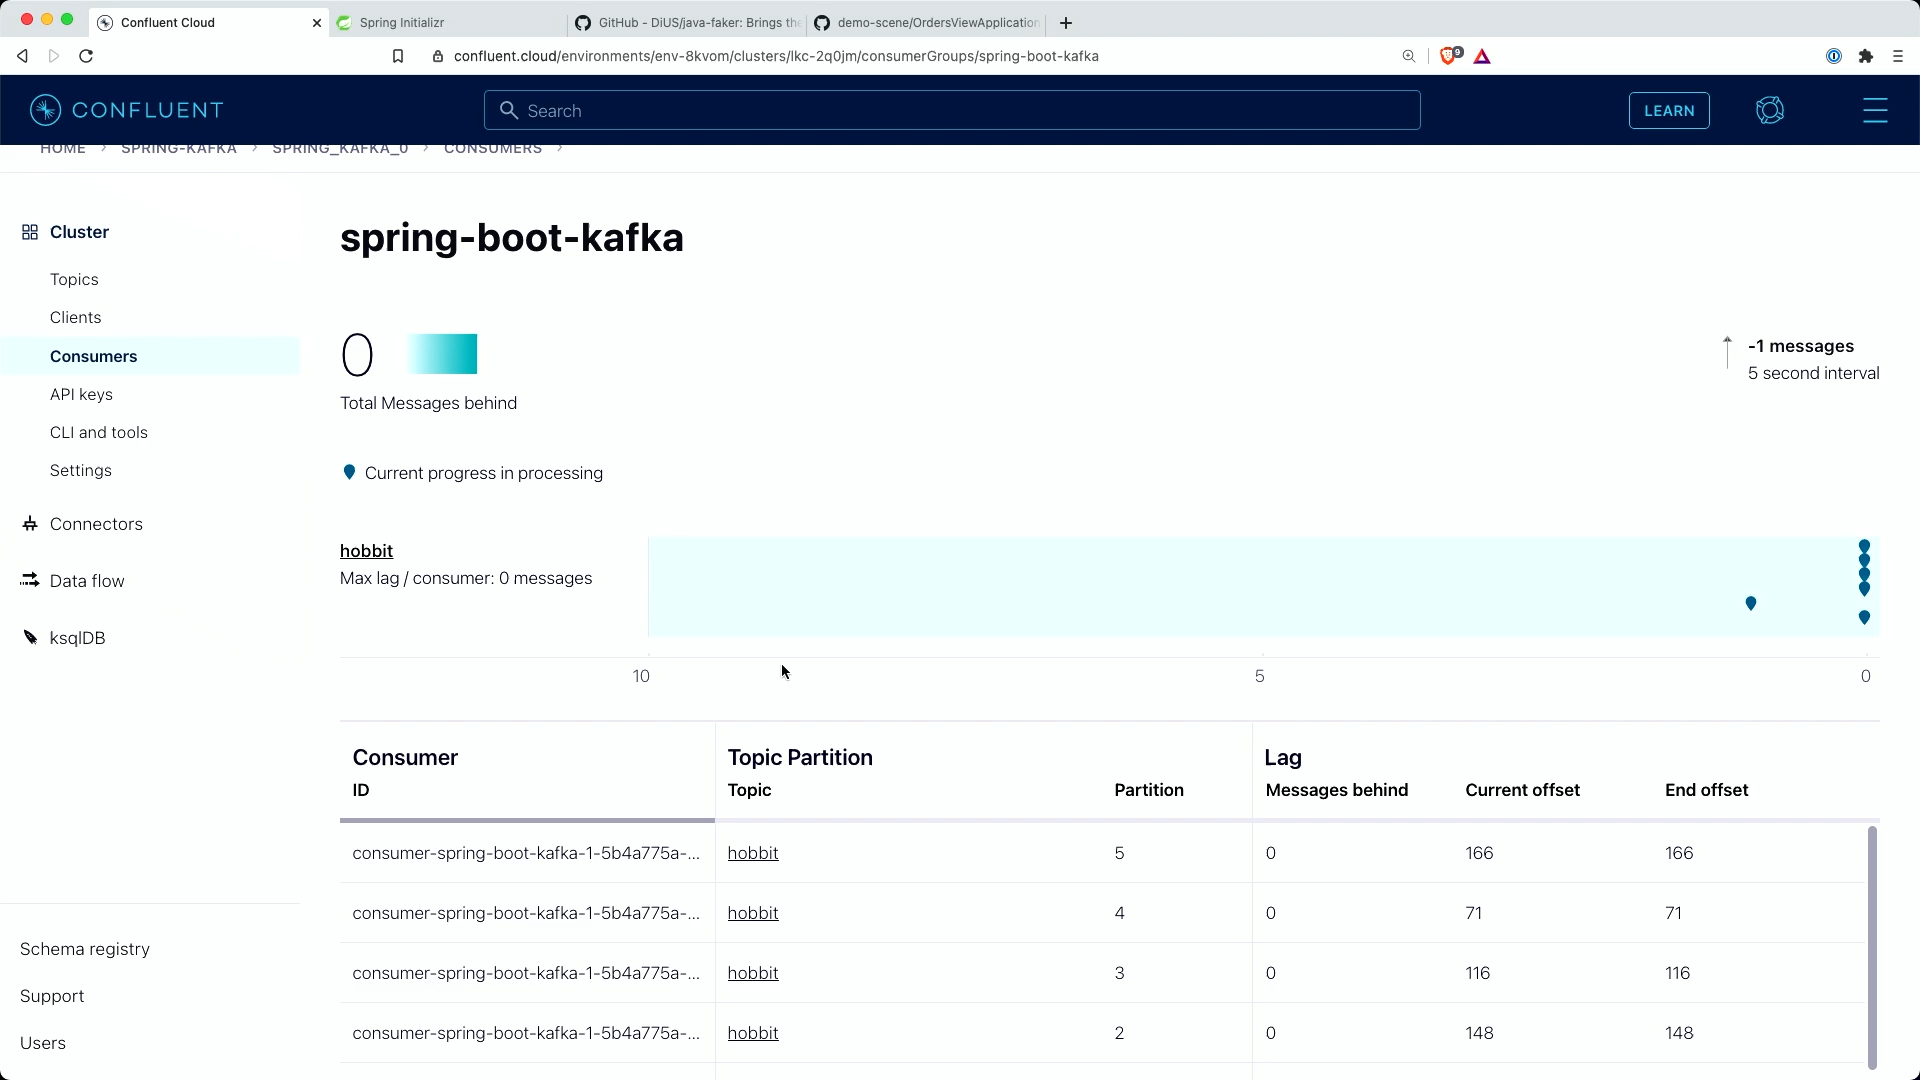 Confluent Cloud
Spring Initializr
GitHub - DiUS/java-faker: Brings the
demo-scene/OrdersViewApplication
confluent.cloud/environments/env-8kvom/clusters/lkc-2q0jm/consumerGroups/spring-boot-kafka
9
CONFLUENT
Search
LEARN
HOME > SPRING-KAFKA > SPRING_KAFKA_0 > CONSUMERS >
Cluster
Topics
Clients
Consumers
API keys
CLI and tools
Settings
Connectors
Data flow
ksqlDB
Schema registry
Support
Users
spring-boot-kafka
0
Total Messages behind
-1 messages
5 second interval
Current progress in processing
hobbit
Max lag / consumer: 0 messages
10 5 0
Consumer Topic Partition Lag
ID Topic Partition Messages behind Current offset End offset
consumer-spring-boot-kafka-1-5b4a775a-... hobbit 5 0 166 166
consumer-spring-boot-kafka-1-5b4a775a-... hobbit 4 0 71 71
consumer-spring-boot-kafka-1-5b4a775a-... hobbit 3 0 116 116
consumer-spring-boot-kafka-1-5b4a775a-... hobbit 2 0 148 148